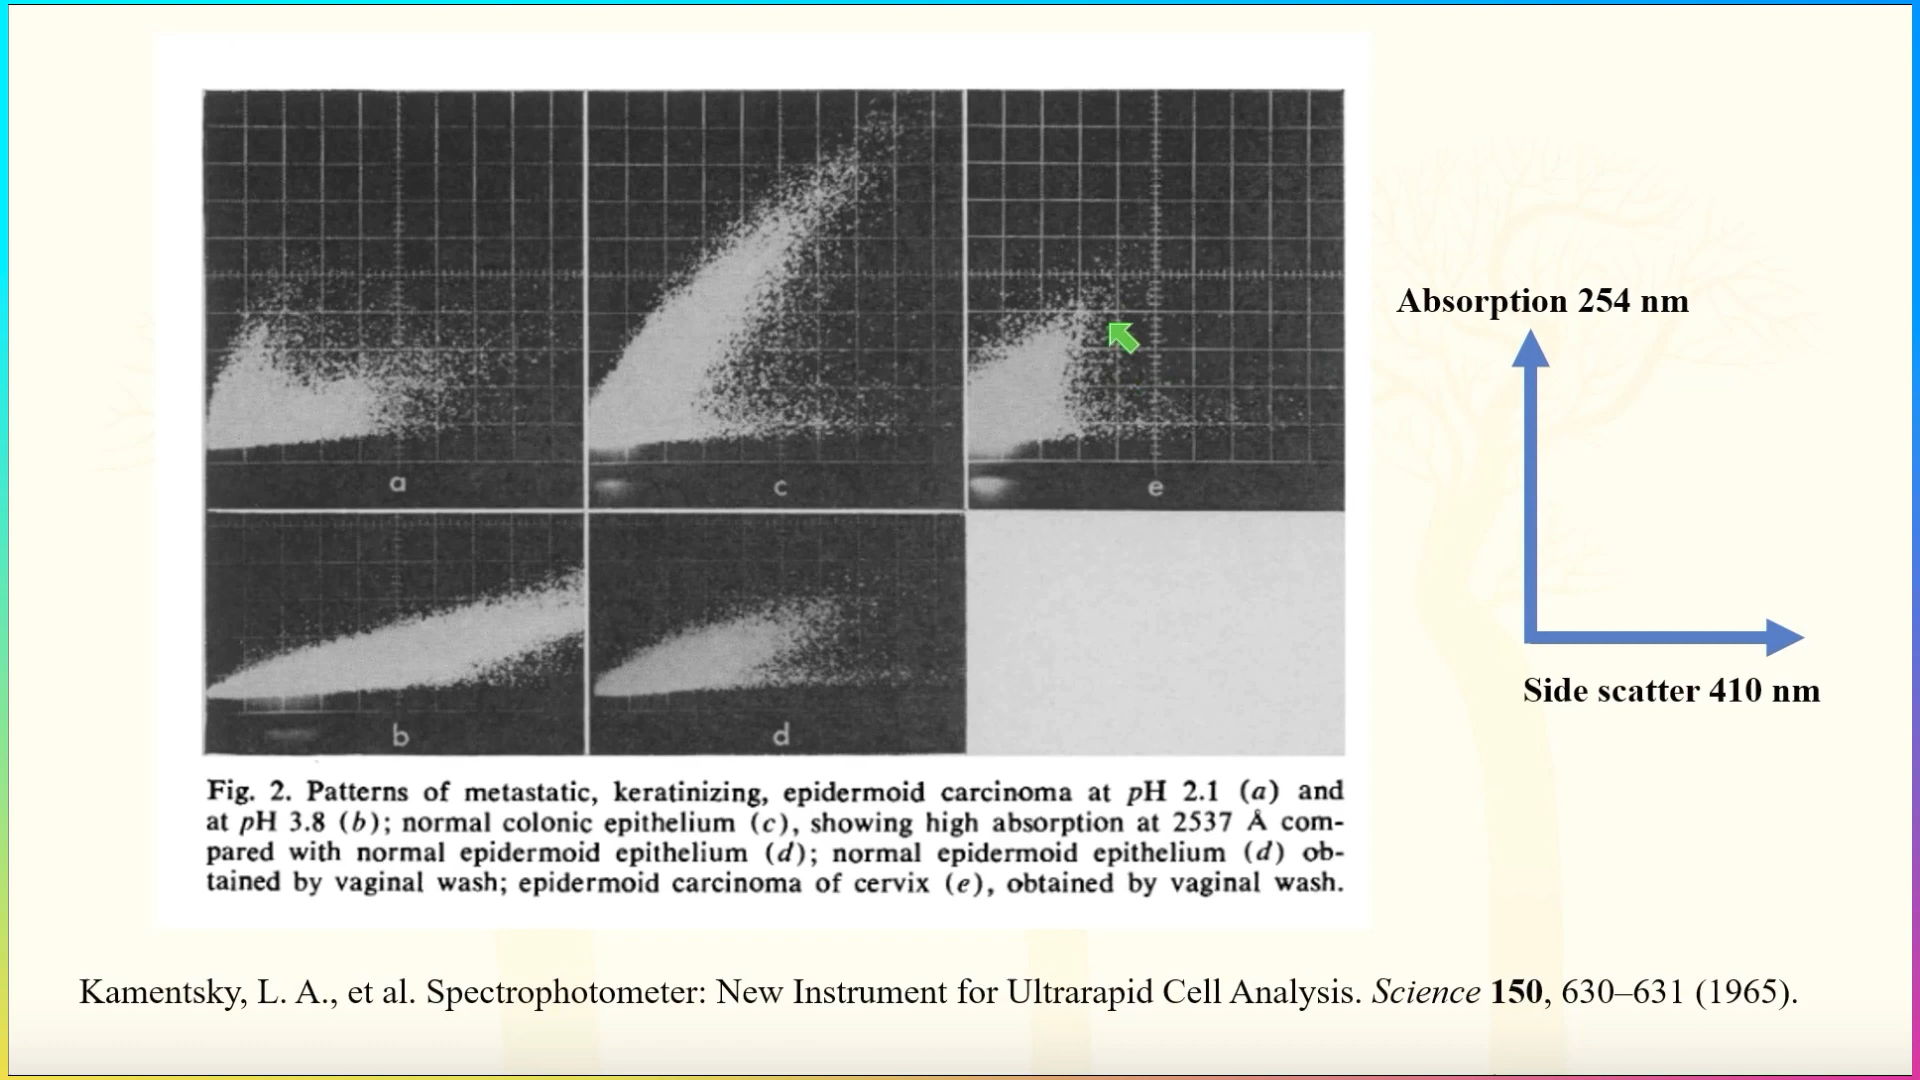 a
c
e
b
d
Absorption 254 nm
Side scatter 410 nm
Fig. 2. Patterns of metastatic, keratinizing, epidermoid carcinoma at pH 2.1 (a) and
at pH 3.8 (b); normal colonic epithelium (c), showing high absorption at 2537 Å com-
pared with normal epidermoid epithelium (d); normal epidermoid epithelium (d) ob-
tained by vaginal wash; epidermoid carcinoma of cervix (e), obtained by vaginal wash.
Kamentsky, L. A., et al. Spectrophotometer: New Instrument for Ultrarapid Cell Analysis. Science 150, 630–631 (1965).